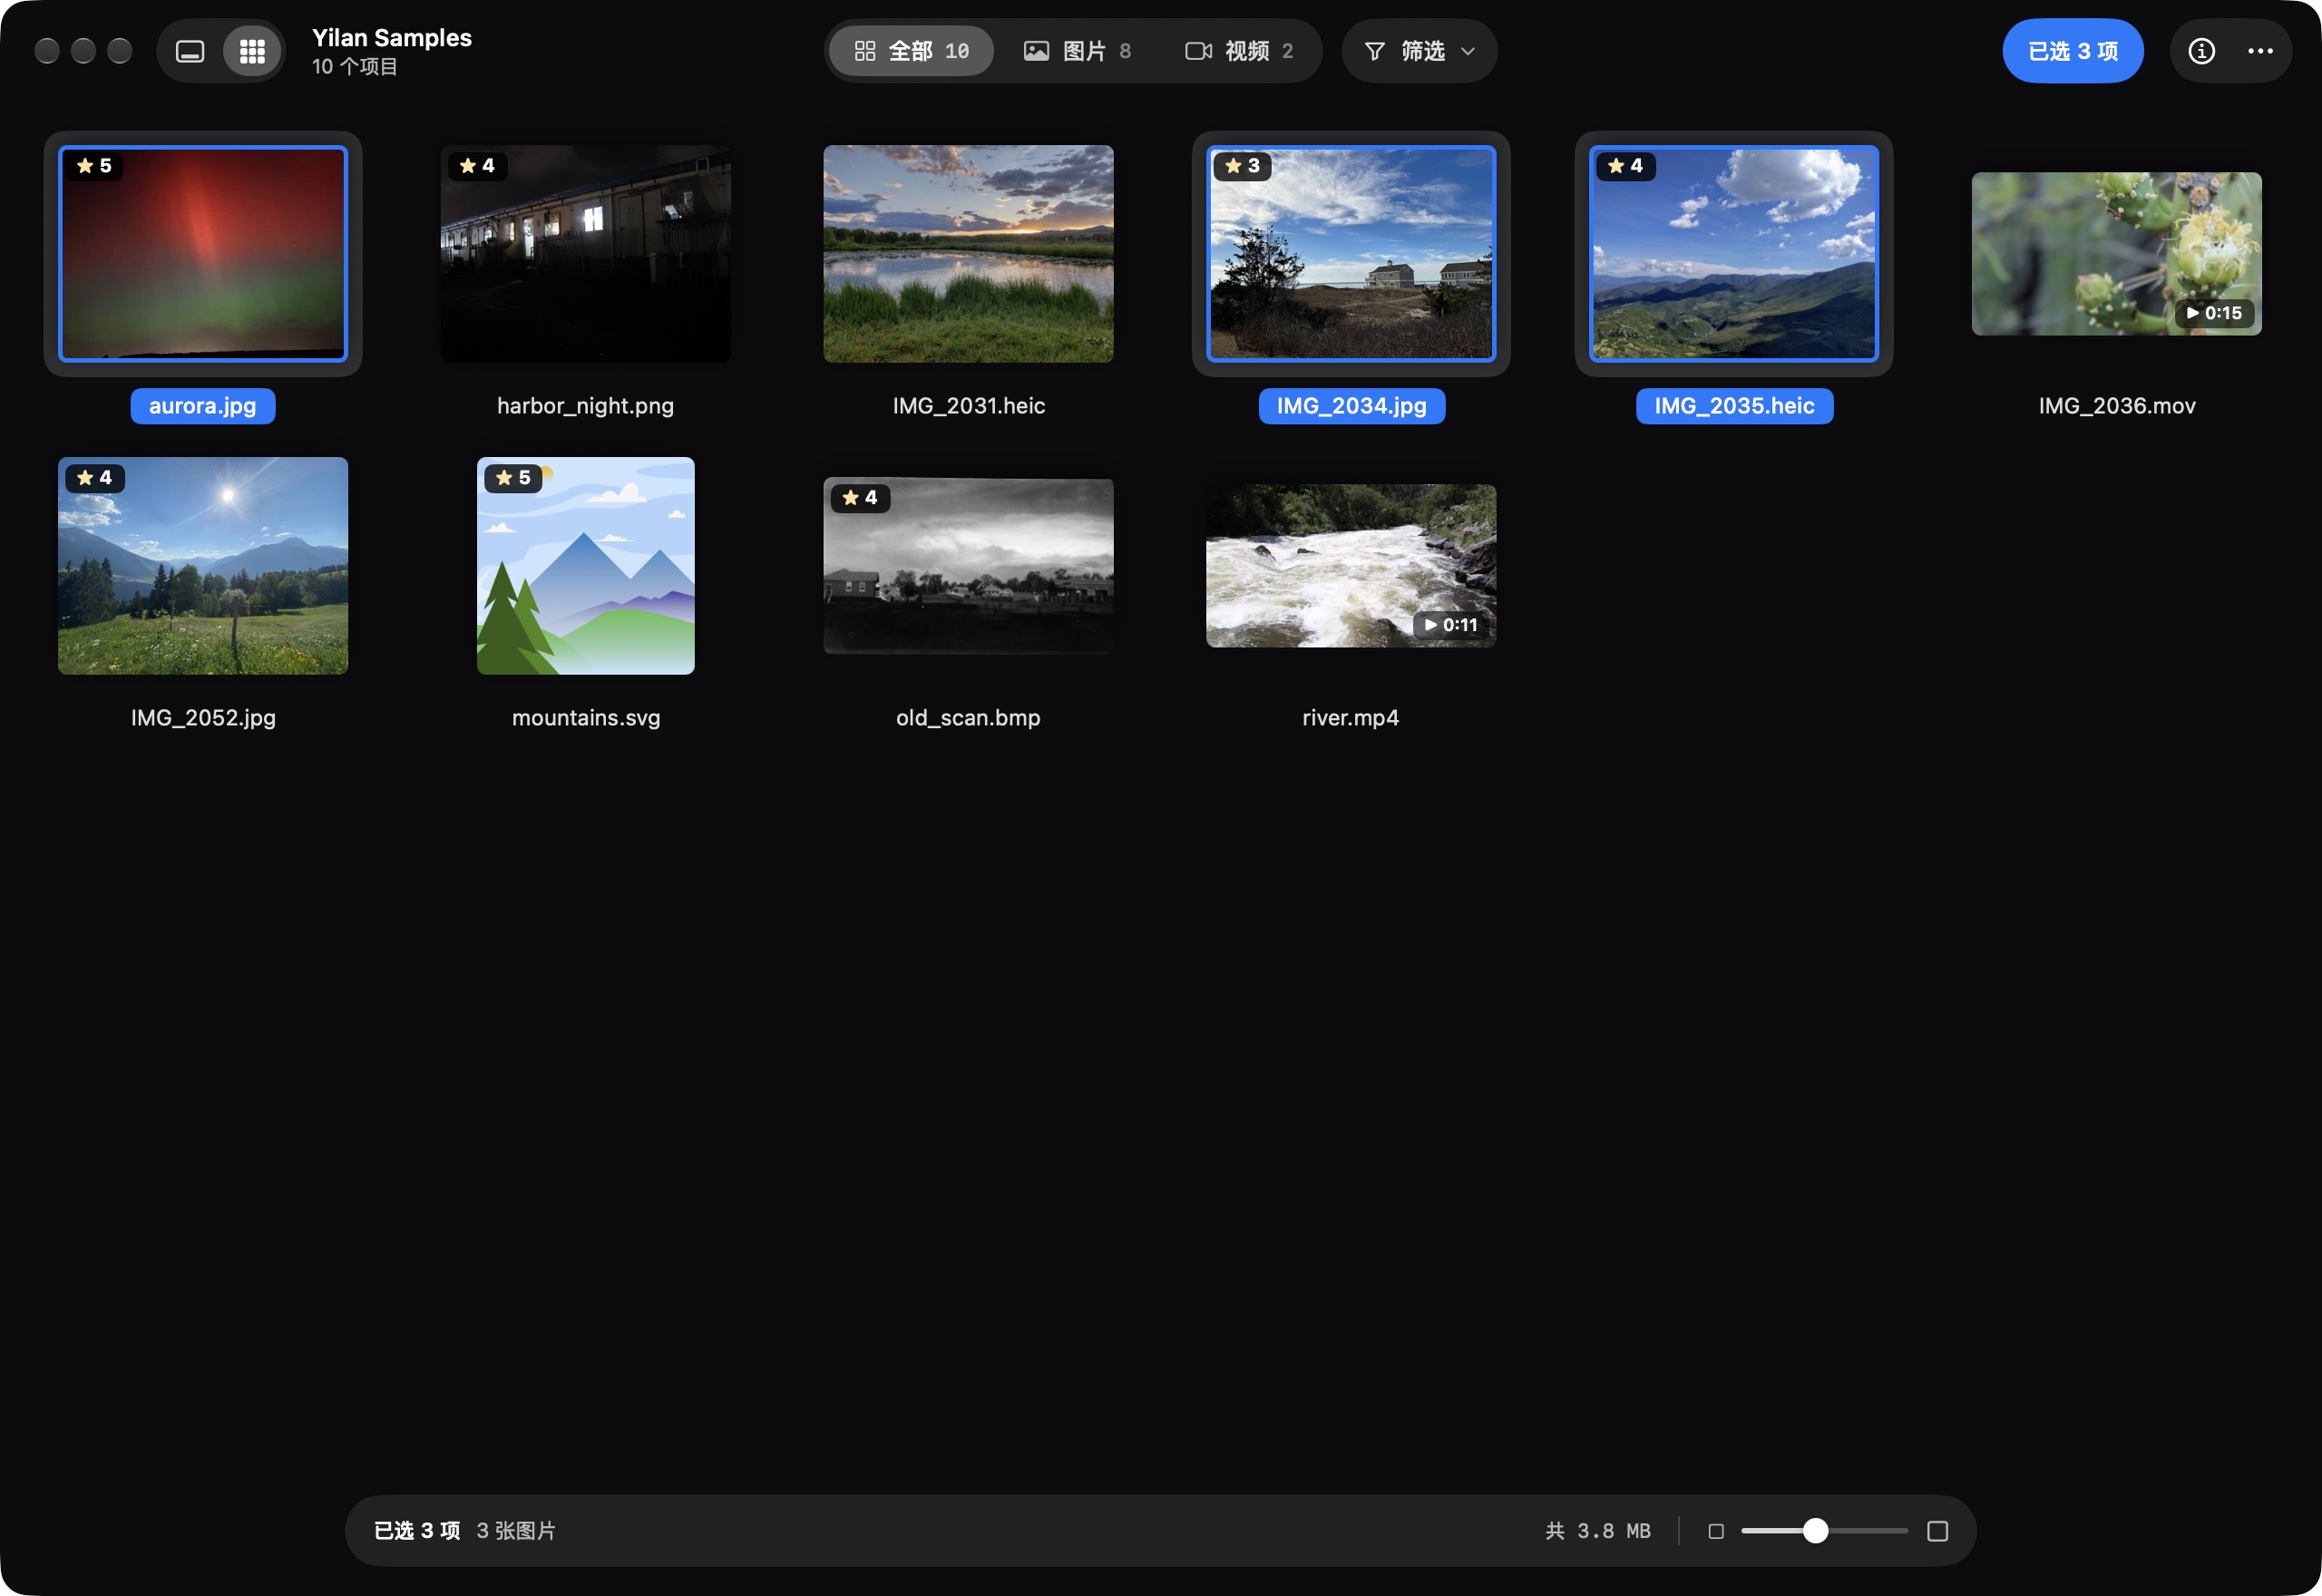 Yilan Samples
10 个项目
全部 10
图片 8
视频 2
筛选
已选 3 项
5
4
3
4
0:15
aurora.jpg
harbor_night.png
IMG_2031.heic
IMG_2034.jpg
IMG_2035.heic
IMG_2036.mov
4
5
4
0:11
IMG_2052.jpg
mountains.svg
old_scan.bmp
river.mp4
已选 3 项 3 张图片
共 3.8 MB